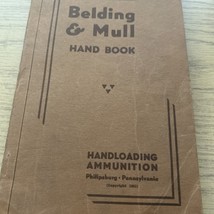 Belding
& Mull
HAND BOOK
HANDLOADING
AMMUNITION
Philipsburg • Pennsylvania